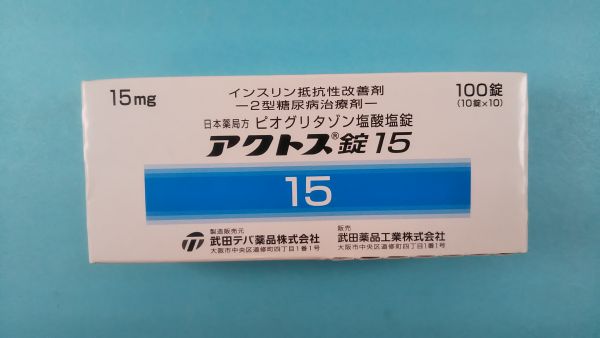 15mg
インスリン抵抗性改善剤
―2型糖尿病治療剤―
100錠
(10錠×10)
日本薬局方 ピオグリタゾン塩酸塩錠
アクトス®錠15
15
製造販売元
武田テバ薬品株式会社
大阪市中央区道修町四丁目1番1号
販売
武田薬品工業株式会社
大阪市中央区道修町四丁目1番1号